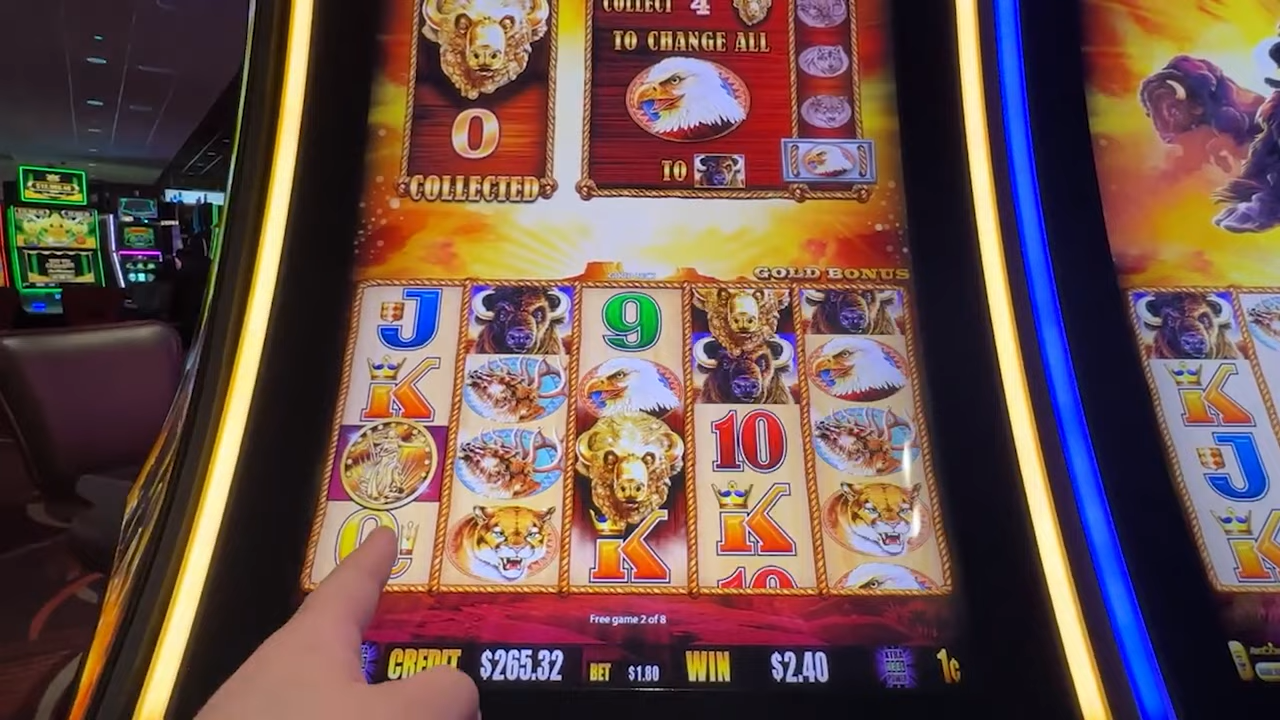 COLLECT 4
TO CHANGE ALL
TO
0
COLLECTED
GOLD BONUS
J
9
K
10
K
Q
K
10
K
J
K
Free game 2 of 8
CREDIT $265.32 BET $1.80 WIN $2.40 1¢